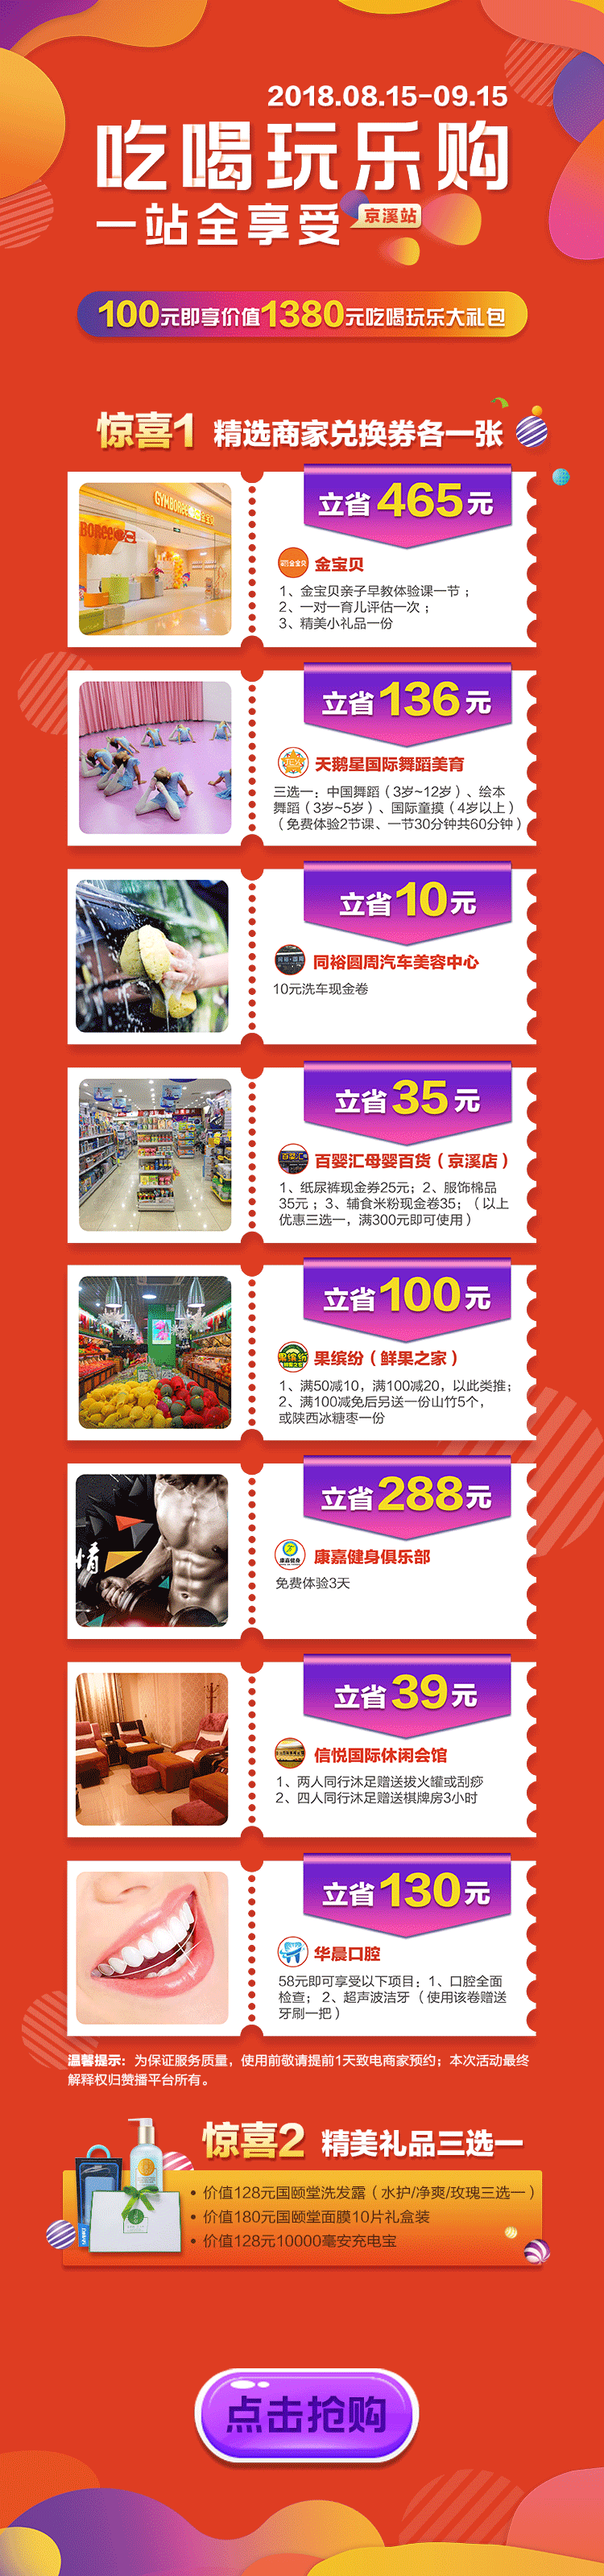 2018.08.15-09.15
吃喝玩乐购
一站全享受
京溪站
100元即享价值1380元吃喝玩乐大礼包
惊喜1 精选商家兑换券各一张
GYMBOREE 金宝贝
立省465元
金宝贝
1、金宝贝亲子早教体验课一节；
2、一对一育儿评估一次；
3、精美小礼品一份
立省136元
天鹅星国际舞蹈美育
三选一：中国舞蹈（3岁~12岁）、绘本
舞蹈（3岁~5岁）、国际童摸（4岁以上）
（免费体验2节课、一节30分钟共60分钟）
立省10元
同裕圆周汽车美容中心
10元洗车现金卷
立省35元
百婴汇
百婴汇母婴百货（京溪店）
1、纸尿裤现金券25元；2、服饰棉品
35元；3、辅食米粉现金卷35；（以上
优惠三选一，满300元即可使用）
立省100元
果缤纷
果缤纷（鲜果之家）
1、满50减10，满100减20，以此类推；
2、满100减免后另送一份山竹5个，
或陕西冰糖枣一份
立省288元
情
康嘉健身
康嘉健身俱乐部
免费体验3天
立省39元
信悦国际休闲会馆
1、两人同行沐足赠送拔火罐或刮痧
2、四人同行沐足赠送棋牌房3小时
立省130元
华晨口腔
58元即可享受以下项目：1、口腔全面
检查； 2、超声波洁牙（使用该卷赠送
牙刷一把）
温馨提示：为保证服务质量，使用前敬请提前1天致电商家预约；本次活动最终
解释权归赞播平台所有。
惊喜2 精美礼品三选一
• 价值128元国颐堂洗发露（水护/净爽/玫瑰三选一）
• 价值180元国颐堂面膜10片礼盒装
• 价值128元10000毫安充电宝
点击抢购